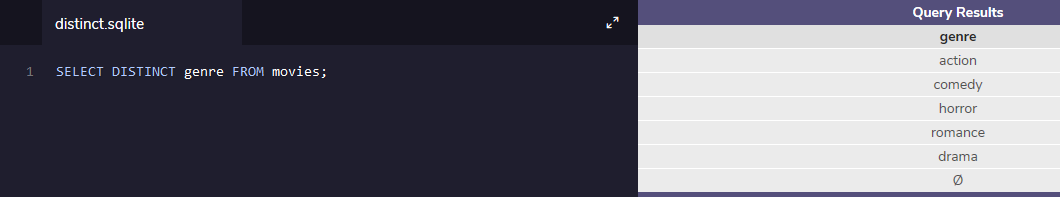 distinct.sqlite
1 SELECT DISTINCT genre FROM movies;
Query Results
genre
action
comedy
horror
romance
drama
Ø